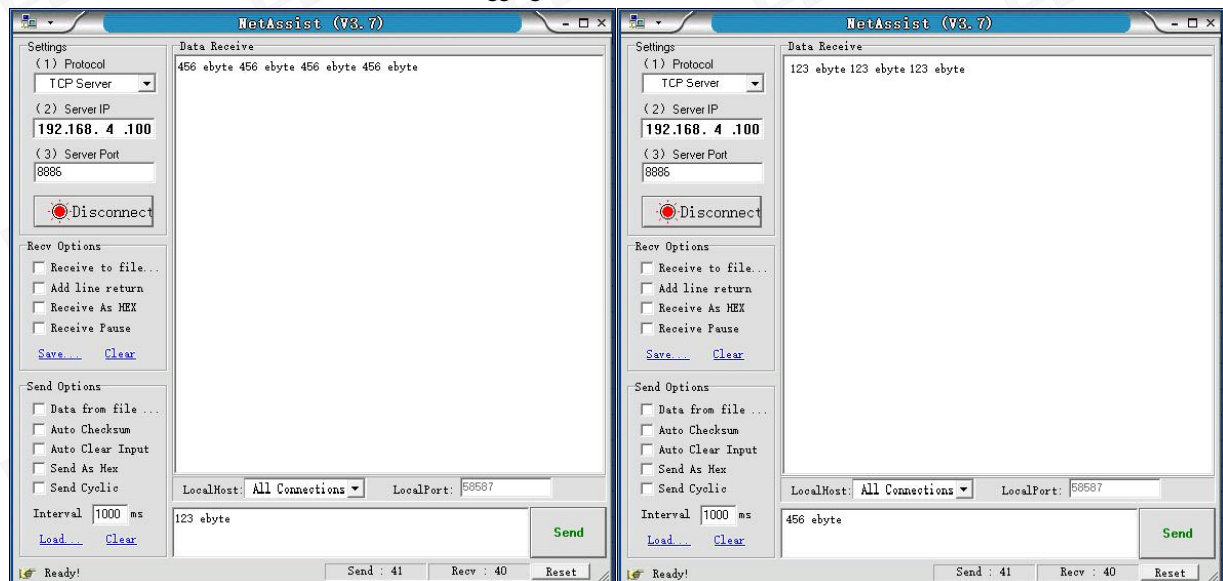 NetAssist (V3.7)
Settings
(1) Protocol
TCP Server
(2) Server IP
192.168. 4 .100
(3) Server Port
8886
Disconnect
Recv Options
Receive to file...
Add line return
Receive As HEX
Receive Pause
Save... Clear
Send Options
Data from file ...
Auto Checksum
Auto Clear Input
Send As Hex
Send Cyclic
Interval 1000 ms
Load... Clear
Data Receive
456 ebyte 456 ebyte 456 ebyte 456 ebyte
LocalHost: All Connections LocalPort: 58587
123 ebyte
Send
Ready! Send : 41 Recv : 40 Reset
NetAssist (V3.7)
Settings
(1) Protocol
TCP Server
(2) Server IP
192.168. 4 .100
(3) Server Port
8886
Disconnect
Recv Options
Receive to file...
Add line return
Receive As HEX
Receive Pause
Save... Clear
Send Options
Data from file ...
Auto Checksum
Auto Clear Input
Send As Hex
Send Cyclic
Interval 1000 ms
Load... Clear
Data Receive
123 ebyte 123 ebyte 123 ebyte
LocalHost: All Connections LocalPort: 58587
456 ebyte
Send
Ready! Send : 41 Recv : 40 Reset